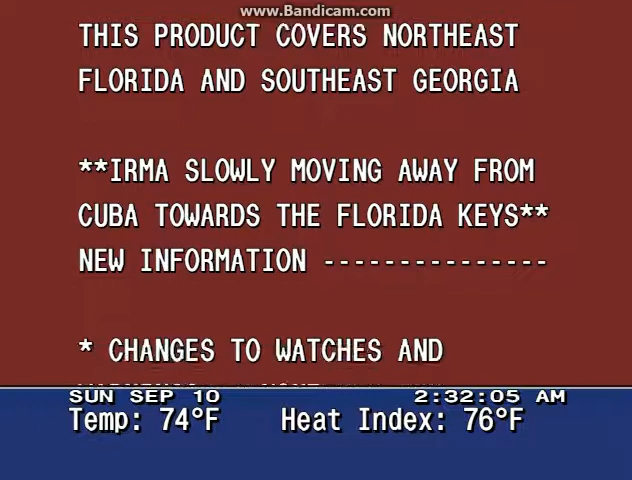 www.Bandicam.com
THIS PRODUCT COVERS NORTHEAST
FLORIDA AND SOUTHEAST GEORGIA
**IRMA SLOWLY MOVING AWAY FROM
CUBA TOWARDS THE FLORIDA KEYS**
NEW INFORMATION ---------------
* CHANGES TO WATCHES AND
SUN SEP 10 2:32:05 AM
Temp: 74°F Heat Index: 76°F